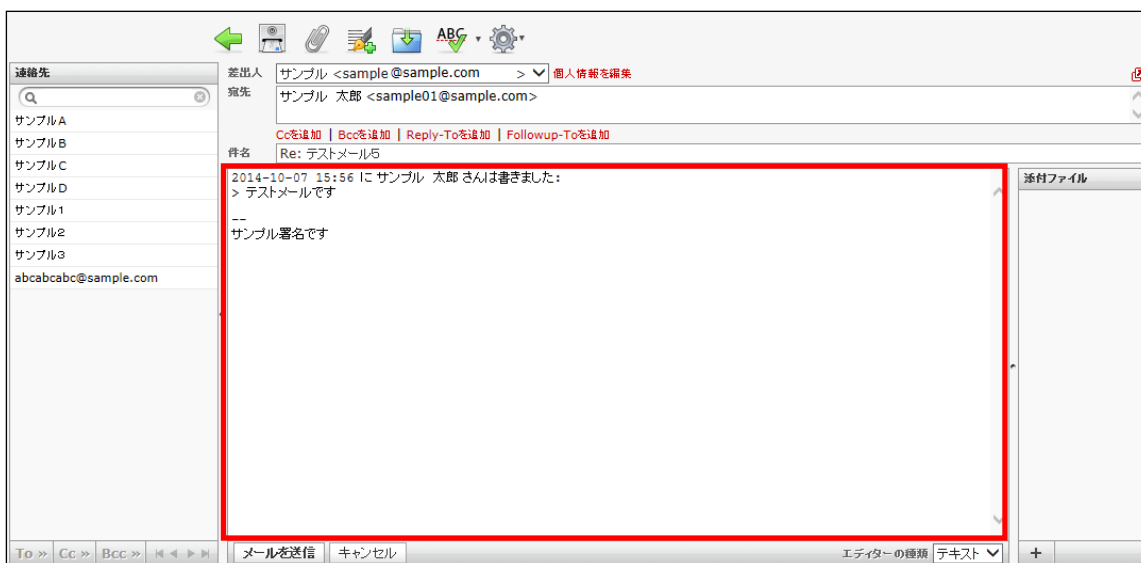 ABC
連絡先
差出人 サンプル <sample@sample.com > 個人情報を編集
宛先 サンプル 太郎 <sample01@sample.com>
Ccを追加 | Bccを追加 | Reply-Toを追加 | Followup-Toを追加
件名 Re: テストメール5
サンプルA
サンプルB
サンプルC
サンプルD
サンプル1
サンプル2
サンプル3
abcabcabc@sample.com
2014-10-07 15:56 に サンプル 太郎 さんは書きました:
> テストメールです
--
サンプル署名です
添付ファイル
To » Cc » Bcc »
メールを送信 キャンセル
エディターの種類 テキスト
+